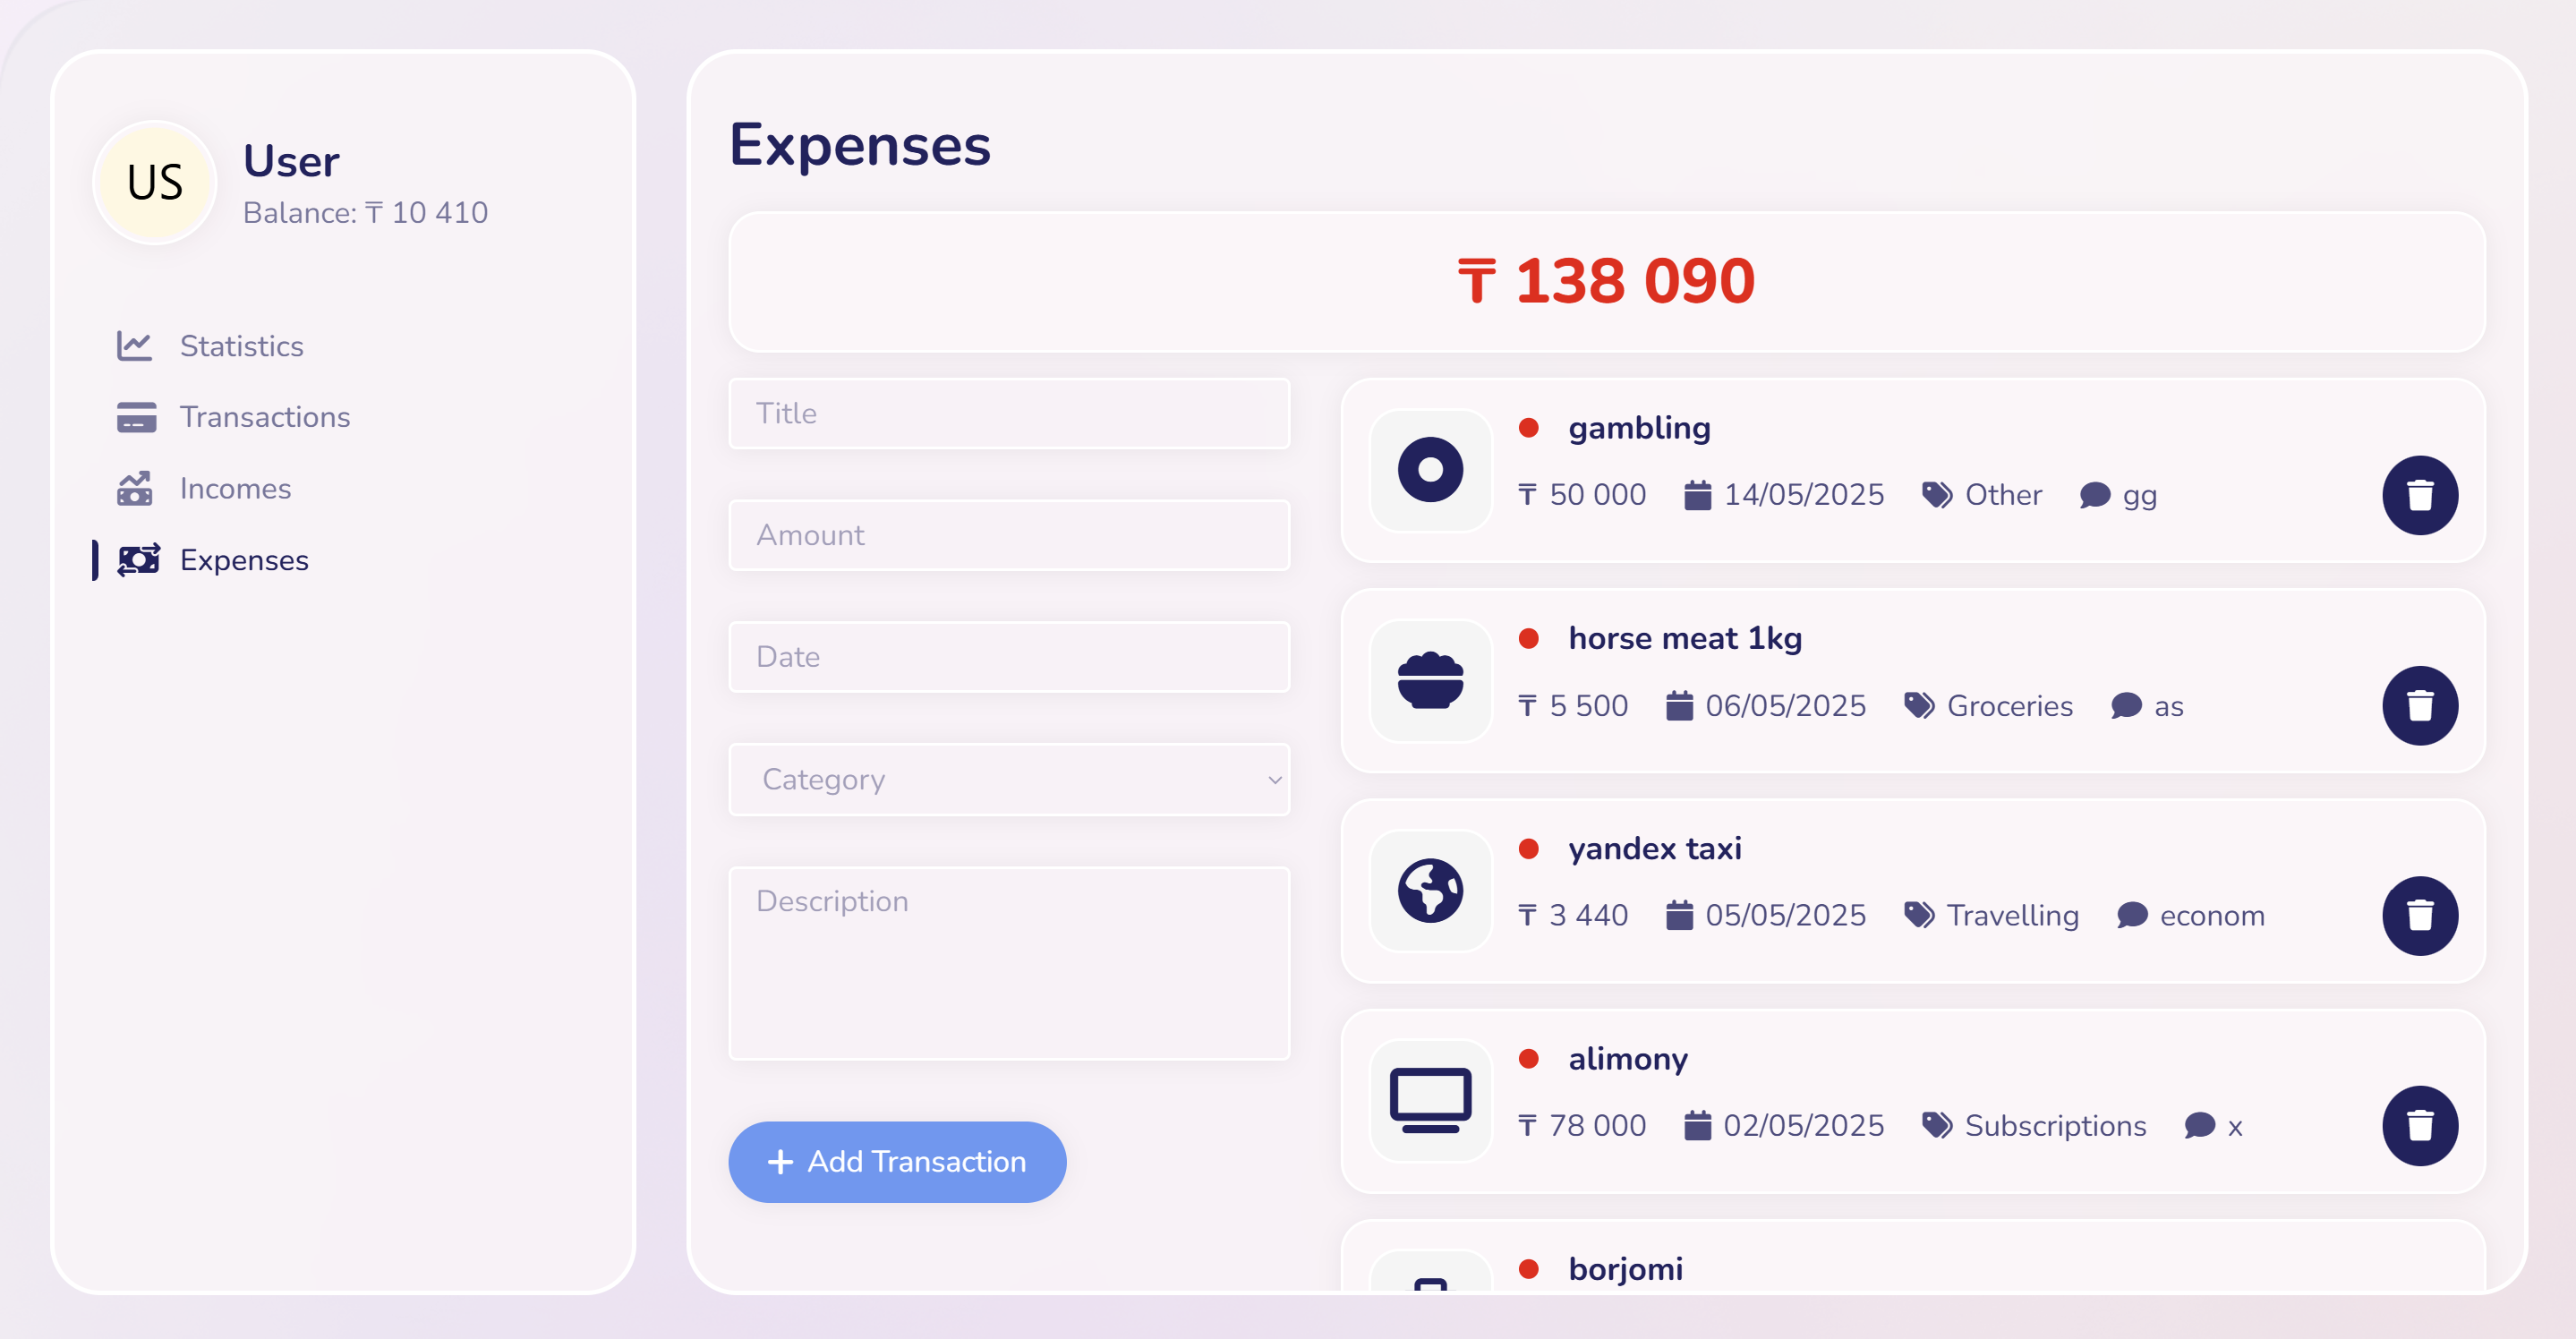 US
User
Balance: ₸ 10 410
Statistics
Transactions
Incomes
Expenses
Expenses
₸ 138 090
Title
Amount
Date
Category
Description
+ Add Transaction
gambling
₸ 50 000 14/05/2025 Other gg
horse meat 1kg
₸ 5 500 06/05/2025 Groceries as
yandex taxi
₸ 3 440 05/05/2025 Travelling econom
alimony
₸ 78 000 02/05/2025 Subscriptions x
borjomi